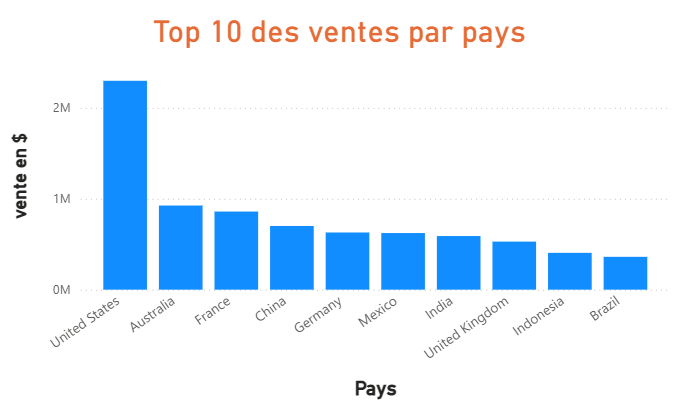 Top 10 des ventes par pays
vente en $
2M
1M
0M
United States
Australia
France
China
Germany
Mexico
India
United Kingdom
Indonesia
Brazil
Pays